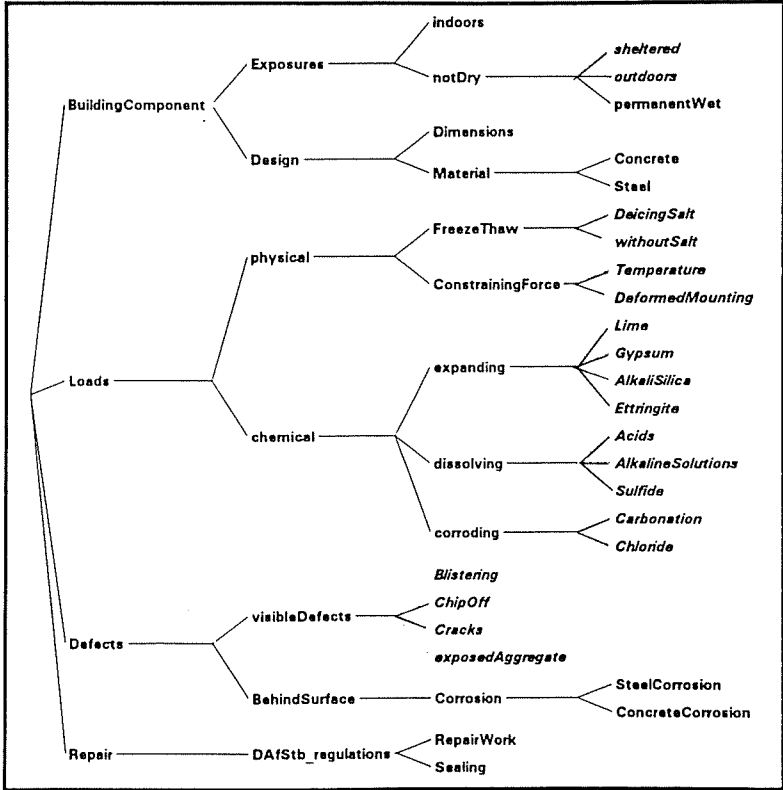 indoors
Exposures
sheltered
notDry
outdoors
BuildingComponent
permanentWet
Dimensions
Design
Concrete
Material
Steel
DeicingSalt
FreezeThaw
withoutSalt
physical
Temperature
ConstrainingForce
DeformedMounting
Lime
Gypsum
expanding
Loads
AlkaliSilica
Ettringite
chemical
Acids
dissolving
AlkalineSolutions
Sulfide
Carbonation
corroding
Chloride
Blistering
ChipOff
visibleDefects
Cracks
Defects
exposedAggregate
SteelCorrosion
BehindSurface
Corrosion
ConcreteCorrosion
RepairWork
Repair
DAfStb_regulations
Sealing